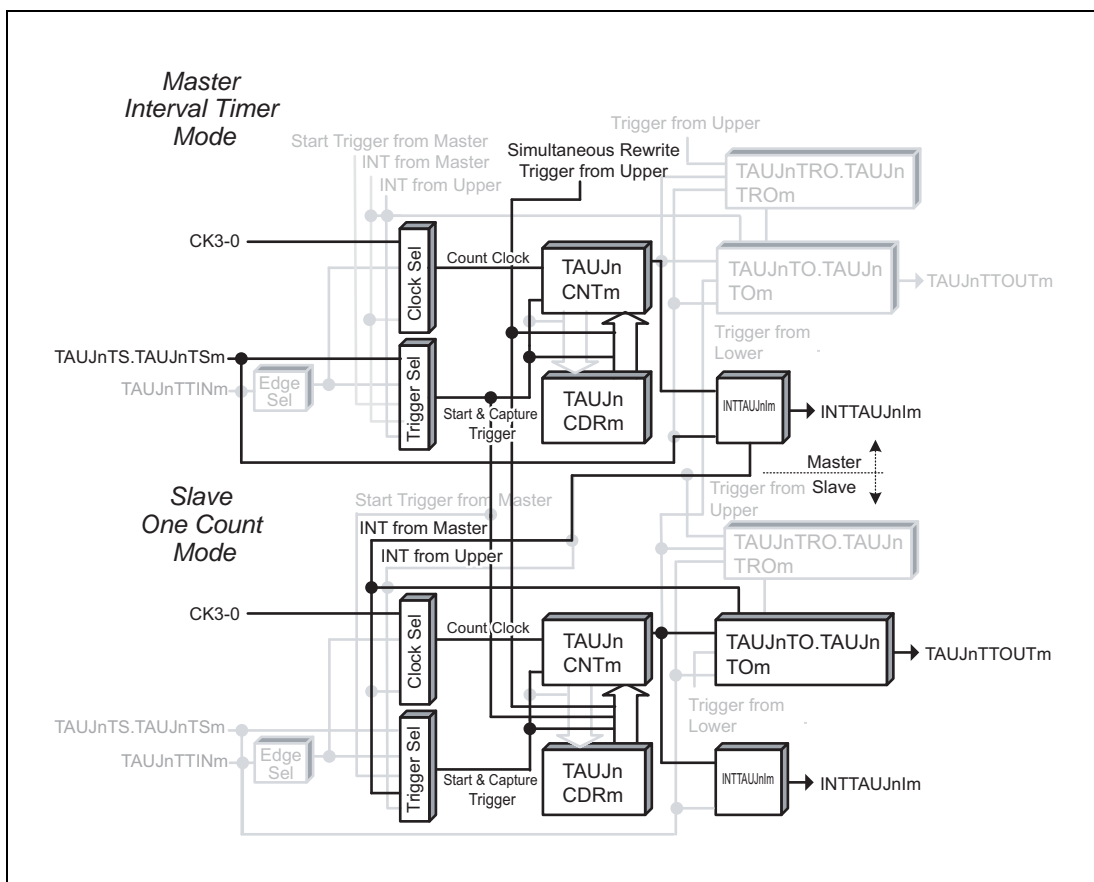 Master
Interval Timer
Mode
Start Trigger from Master
INT from Master
INT from Upper
Simultaneous Rewrite
Trigger from Upper
Trigger from Upper
TAUJnTRO.TAUJn
TROm
CK3-0
Clock Sel
Count Clock
TAUJn
CNTm
TAUJnTO.TAUJn
TOm
TAUJnTTOUTm
Trigger from
Lower
TAUJnTS.TAUJnTSm
TAUJnTTINm
Edge
Sel
Trigger Sel
Start & Capture
Trigger
TAUJn
CDRm
INTTAUJnIm
INTTAUJnIm
Master
Slave
Slave
One Count
Mode
Start Trigger from Master
INT from Master
INT from Upper
Trigger from
Upper
TAUJnTRO.TAUJn
TROm
CK3-0
Clock Sel
Count Clock
TAUJn
CNTm
TAUJnTO.TAUJn
TOm
TAUJnTTOUTm
Trigger from
Lower
TAUJnTS.TAUJnTSm
TAUJnTTINm
Edge
Sel
Trigger Sel
Start & Capture
Trigger
TAUJn
CDRm
INTTAUJnIm
INTTAUJnIm